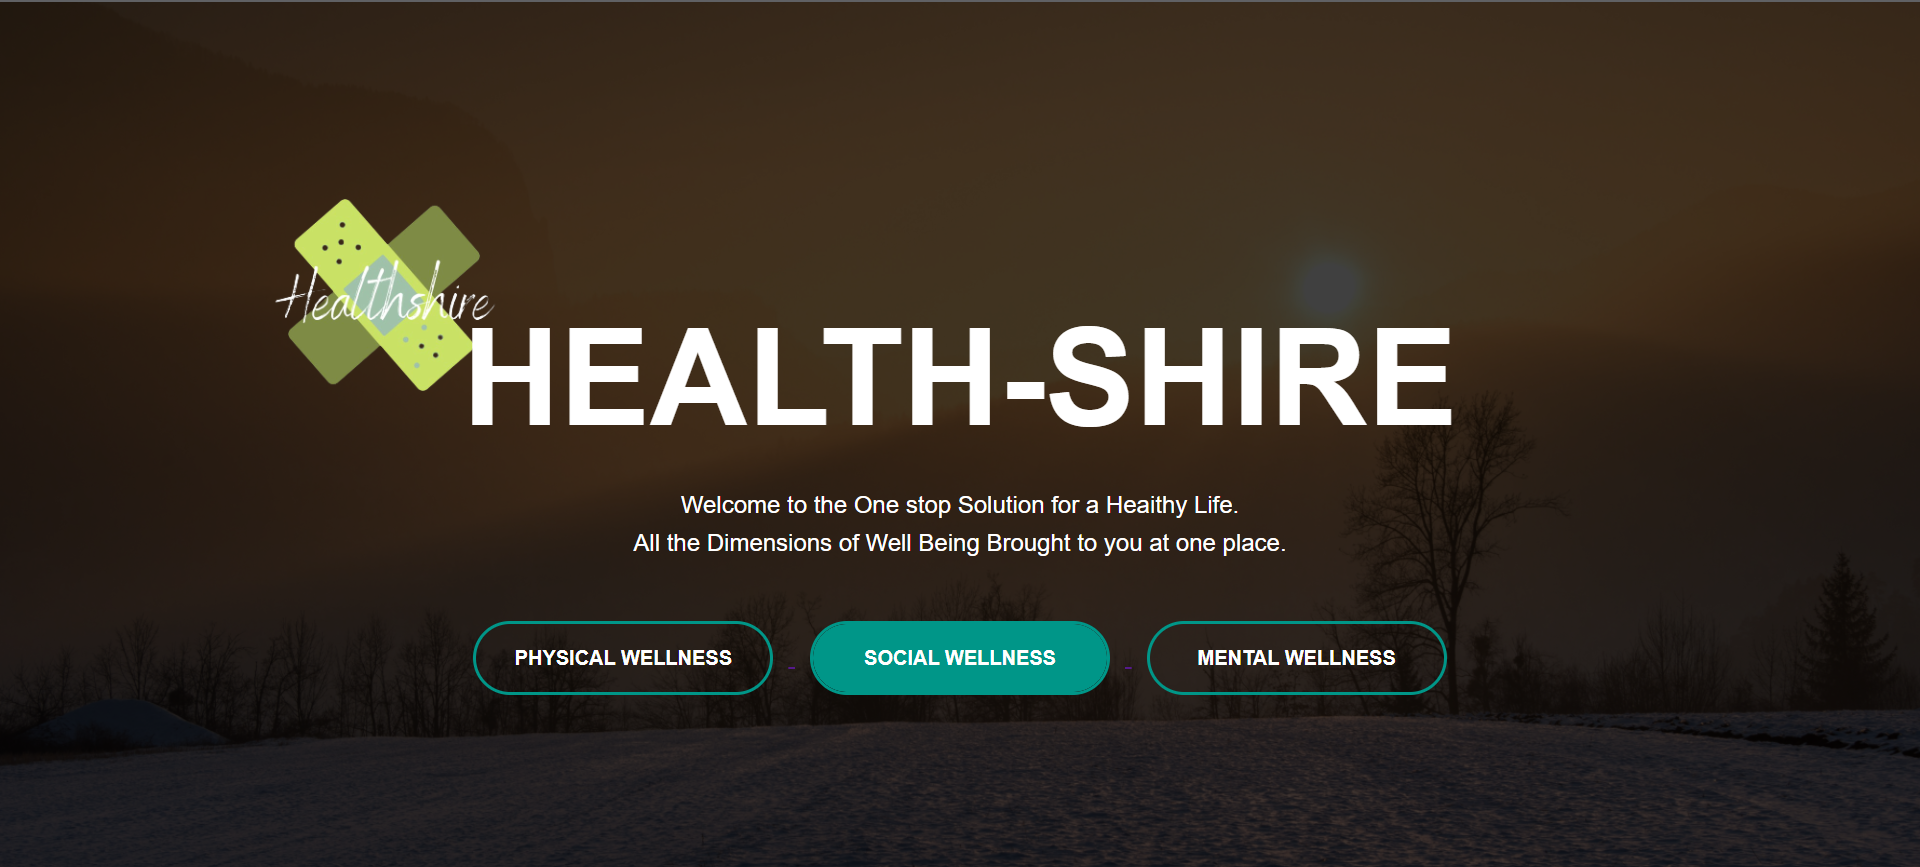 Healthshire
HEALTH-SHIRE
Welcome to the One stop Solution for a Heaithy Life.
All the Dimensions of Well Being Brought to you at one place.
PHYSICAL WELLNESS
SOCIAL WELLNESS
MENTAL WELLNESS